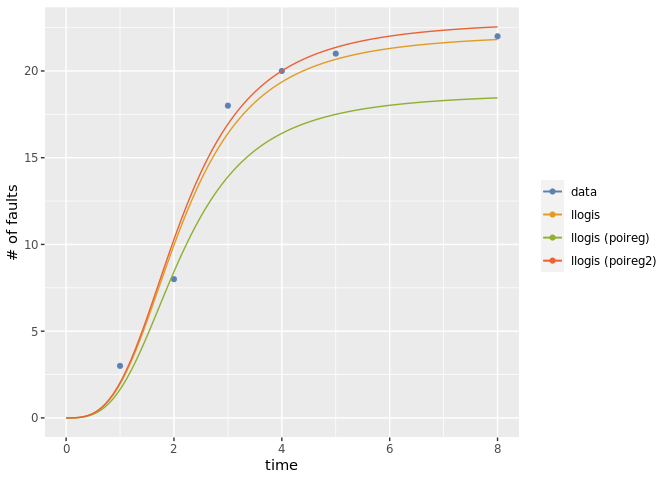 # of faults
20
15
10
5
0
0 2 4 6 8
time
data
llogis
llogis (poireg)
llogis (poireg2)